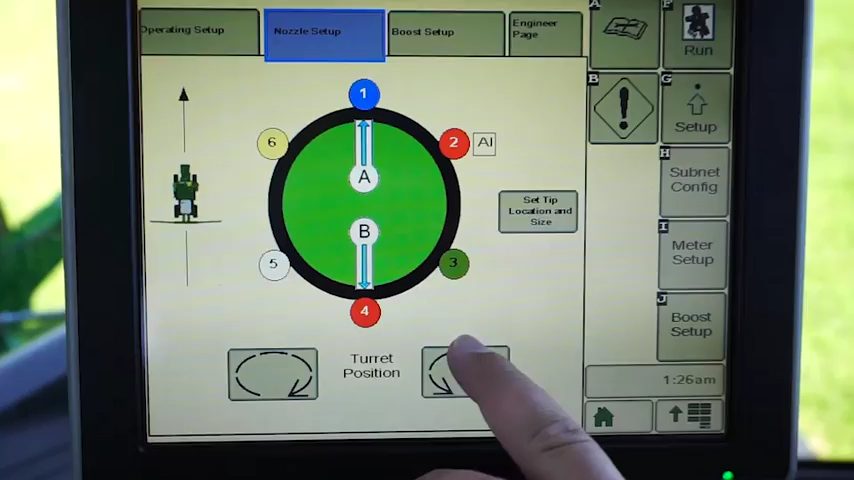 Operating Setup
Nozzle Setup
Boost Setup
Engineer
Page
A
F
Run
B
G
Setup
1
6
2
AI
A
H
Subnet
Config
Set Tip
Location and
Size
B
5
3
I
Meter
Setup
4
J
Boost
Setup
Turret
Position
1:26am